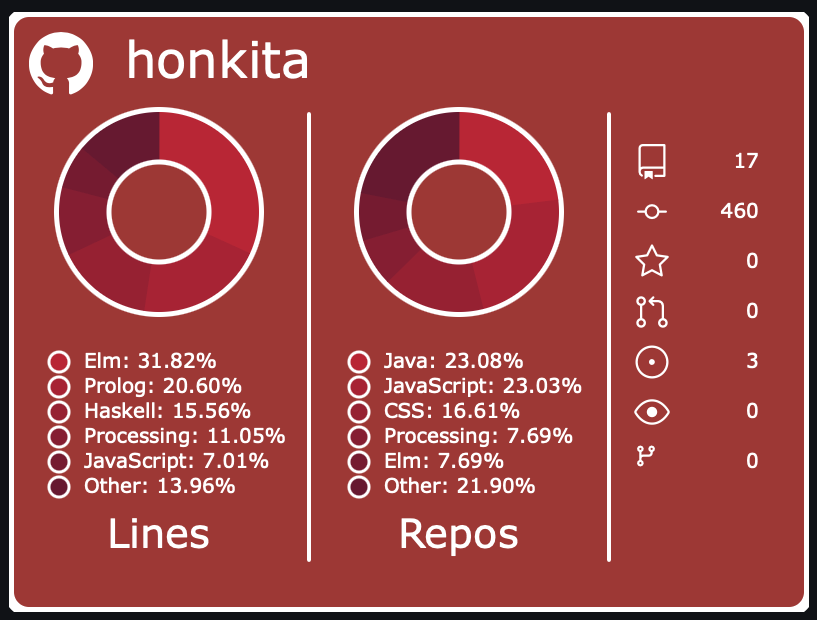 honkita
Elm: 31.82%
Prolog: 20.60%
Haskell: 15.56%
Processing: 11.05%
JavaScript: 7.01%
Other: 13.96%
Lines
Java: 23.08%
JavaScript: 23.03%
CSS: 16.61%
Processing: 7.69%
Elm: 7.69%
Other: 21.90%
Repos
17
460
0
0
3
0
0